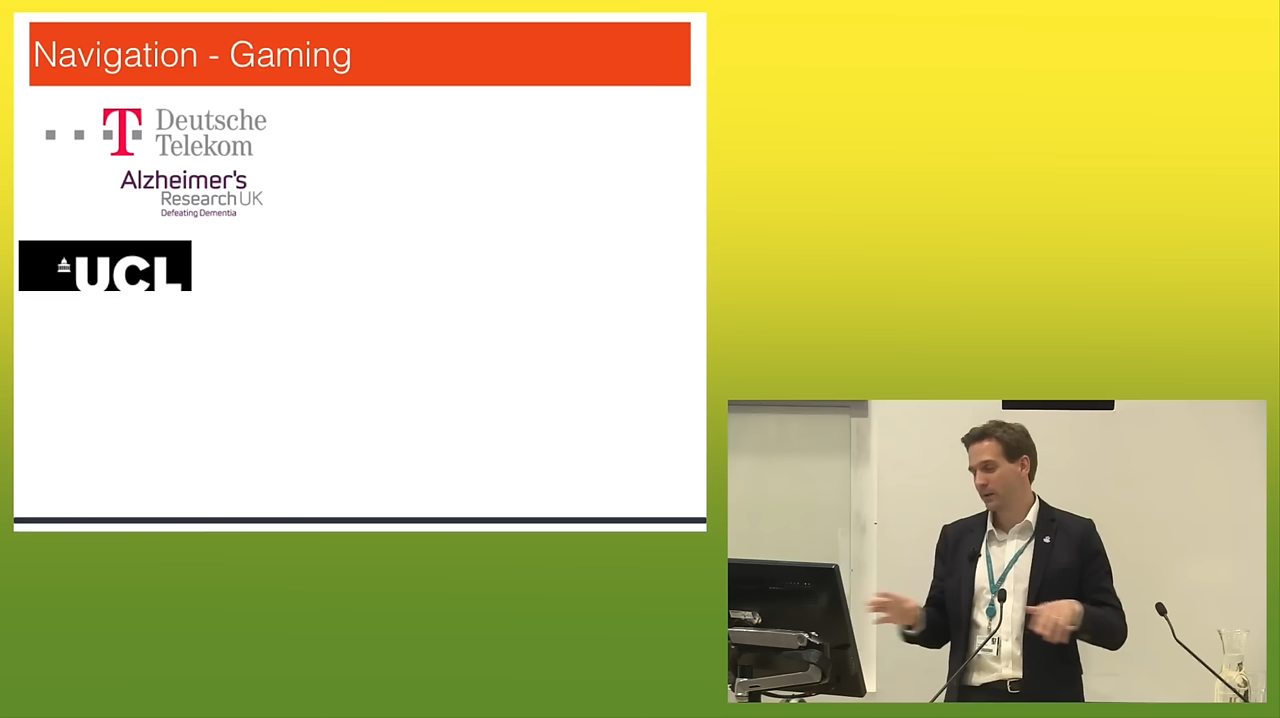 Navigation - Gaming
T Deutsche
Telekom
Alzheimer's
Research UK
Defeating Dementia
UCL